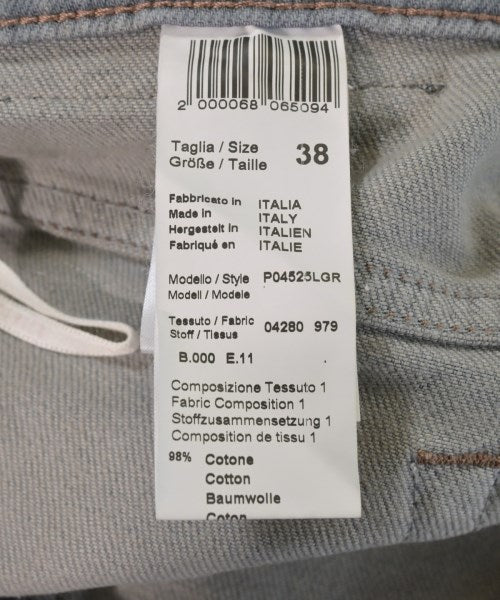 2 000068 065094
Taglia / Size
Größe / Taille
38
Fabbricato in ITALIA
Made in ITALY
Hergestelt in ITALIEN
Fabriqué en ITALIE
Modello / Style P04525LGR
Modell / Modele
Tessuto / Fabric 04280 979
Stoff / Tissus
B.000 E.11
Composizione Tessuto 1
Fabric Composition 1
Stoffzusammensetzung 1
Composition de tissu 1
98% Cotone
Cotton
Baumwolle
Coton